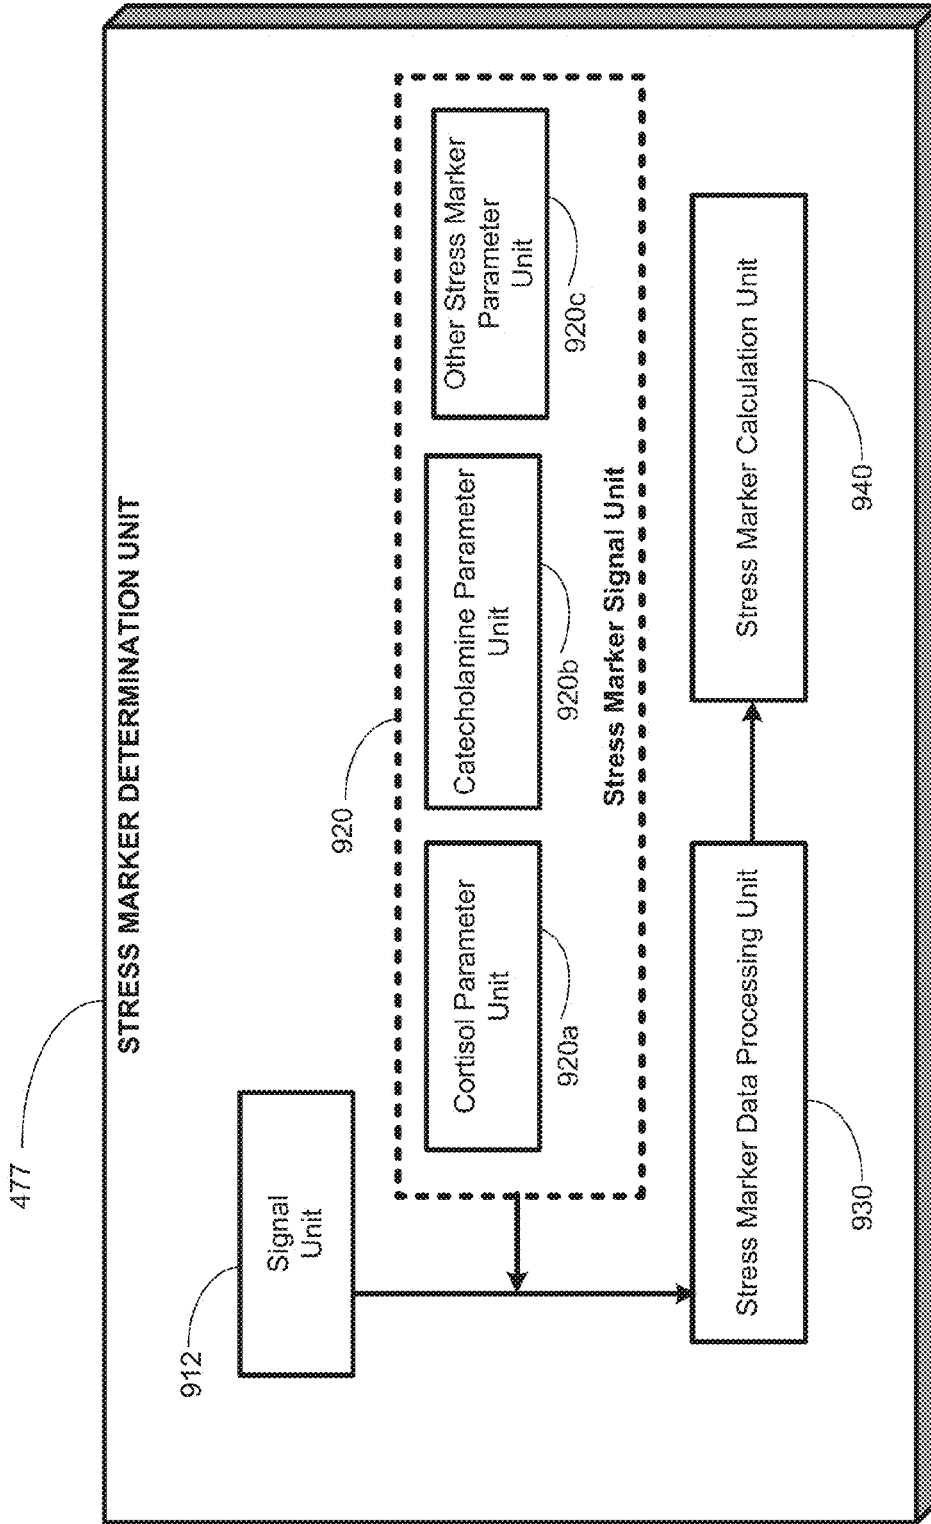 477
STRESS MARKER DETERMINATION UNIT
912
Signal
Unit
920
Cortisol Parameter
Unit
920a
Catecholamine Parameter
Unit
920b
Other Stress Marker
Parameter
Unit
920c
Stress Marker Signal Unit
Stress Marker Data Processing Unit
930
Stress Marker Calculation Unit
940